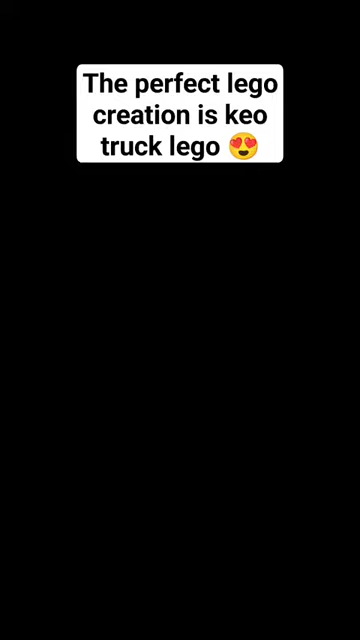 The perfect lego
creation is keo
truck lego 😍